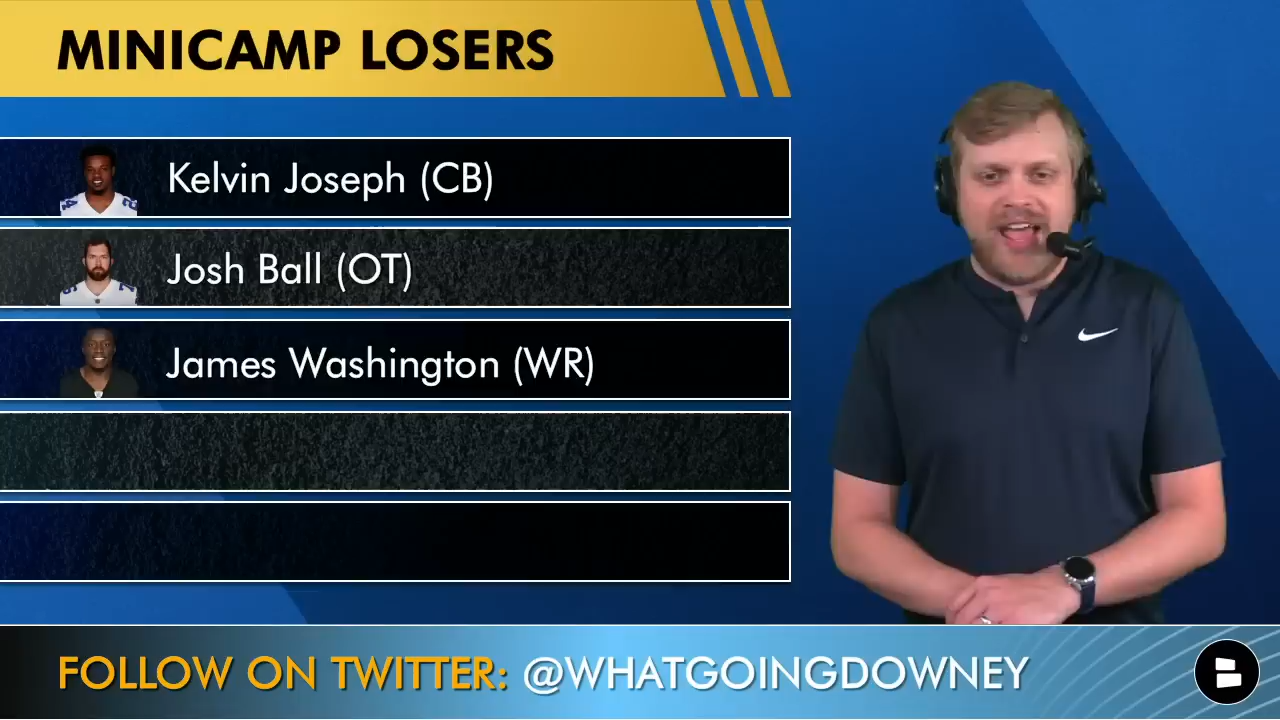 MINICAMP LOSERS
Kelvin Joseph (CB)
Josh Ball (OT)
James Washington (WR)
FOLLOW ON TWITTER: @WHATGOINGDOWNEY